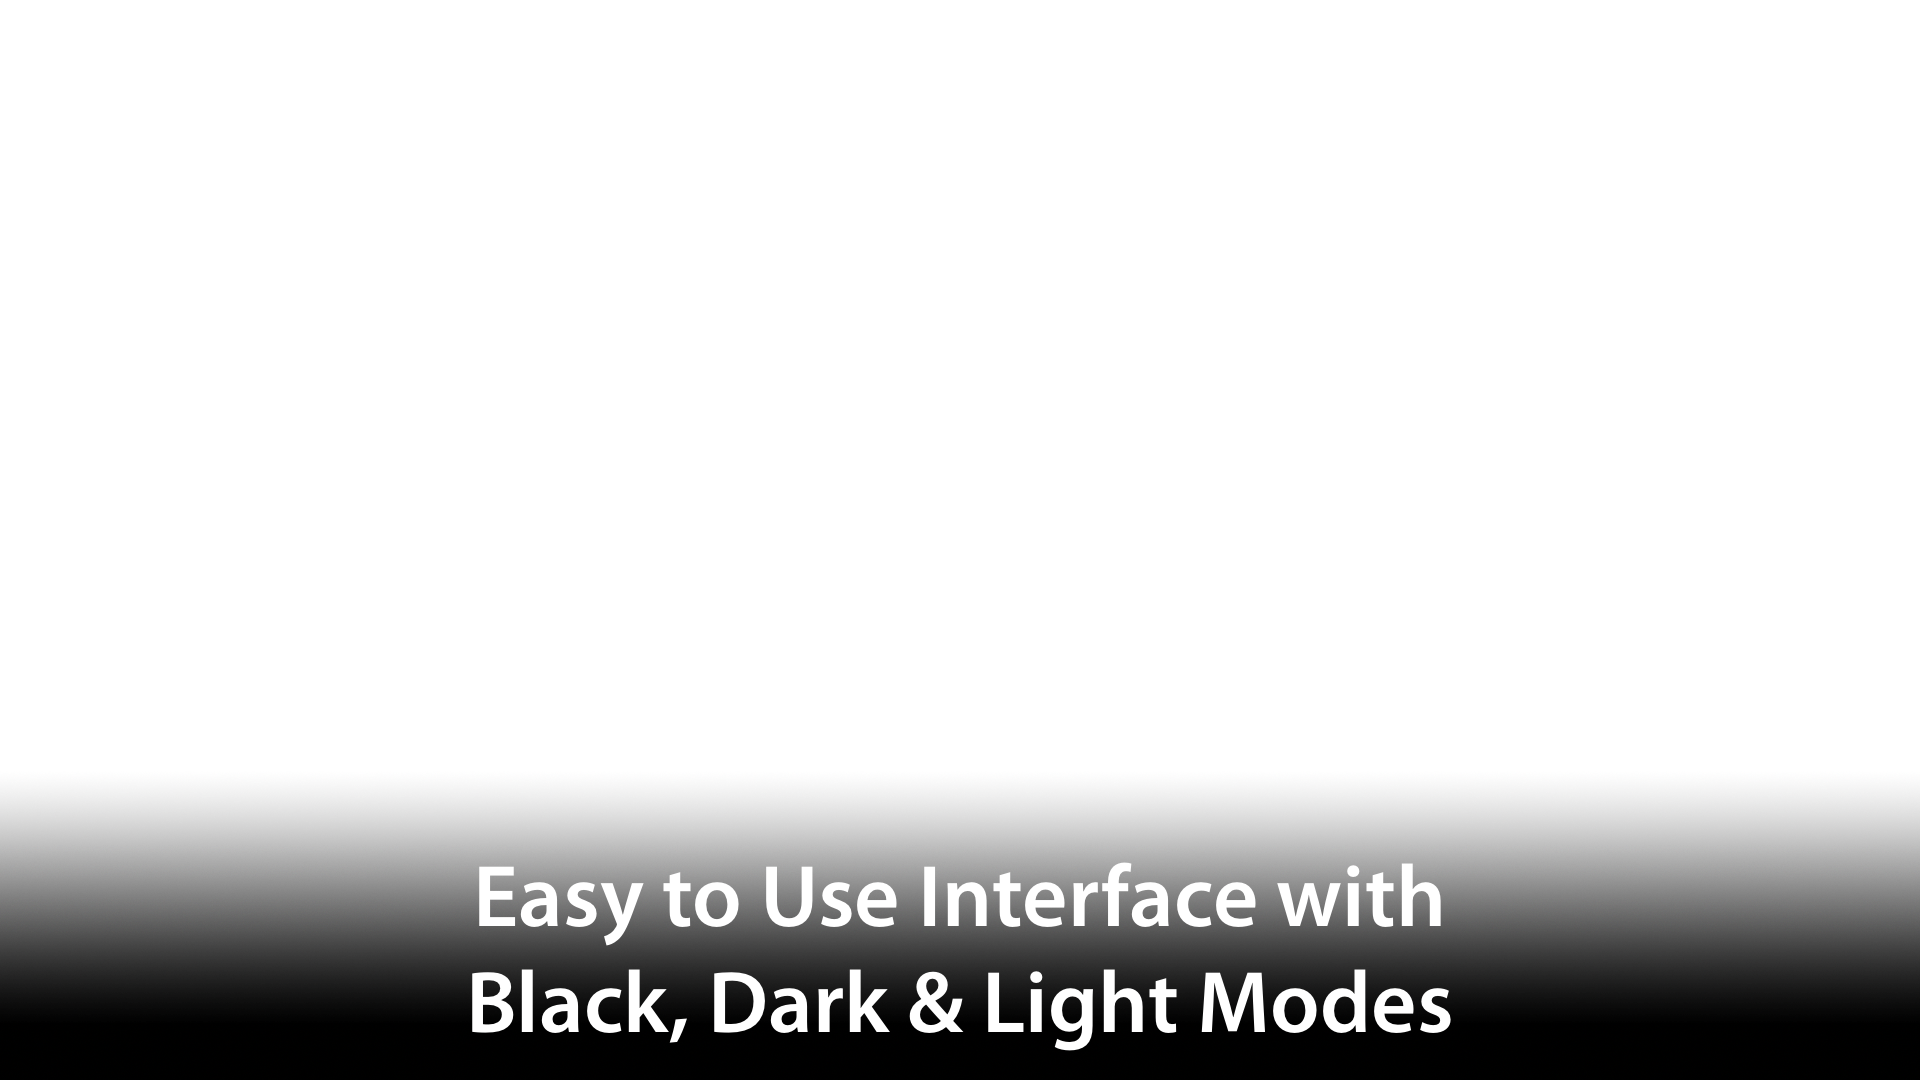 Easy to Use Interface with
Black, Dark & Light Modes